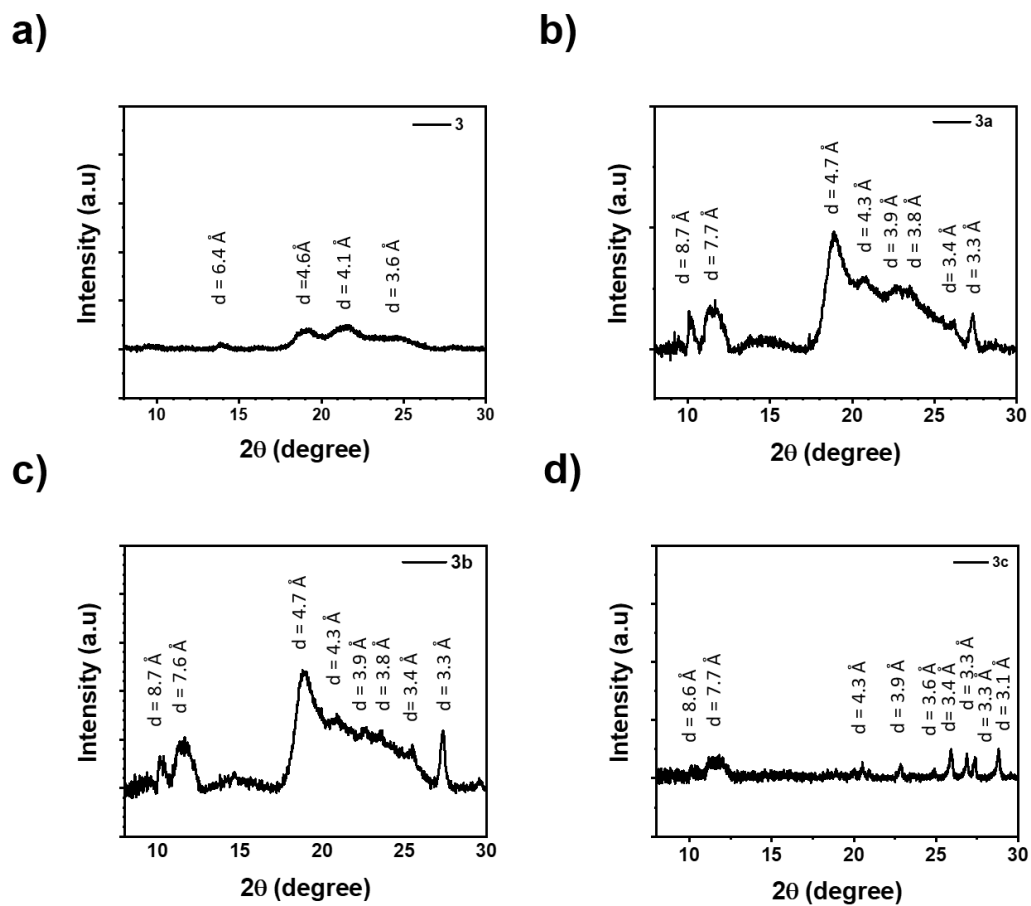 a)
3
d = 6.4 Å
d =4.6Å
d = 4.1 Å
d = 3.6 Å
Intensity (a.u)
10 15 20 25 30
2θ (degree)
b)
3a
d = 8.7 Å
d = 7.7 Å
d = 4.7 Å
d = 4.3 Å
d = 3.9 Å
d = 3.8 Å
d= 3.4 Å
d = 3.3 Å
Intensity (a.u)
10 15 20 25 30
2θ (degree)
c)
3b
d = 8.7 Å
d = 7.6 Å
d = 4.7 Å
d = 4.3 Å
d = 3.9 Å
d = 3.8 Å
d = 3.4 Å
d = 3.3 Å
Intensity (a.u)
10 15 20 25 30
2θ (degree)
d)
3c
d = 8.6 Å
d = 7.7 Å
d = 4.3 Å
d = 3.9 Å
d = 3.6 Å
d= 3.4 Å
d = 3.3 Å
d = 3.3 Å
d = 3.1 Å
Intensity (a.u)
10 15 20 25 30
2θ (degree)